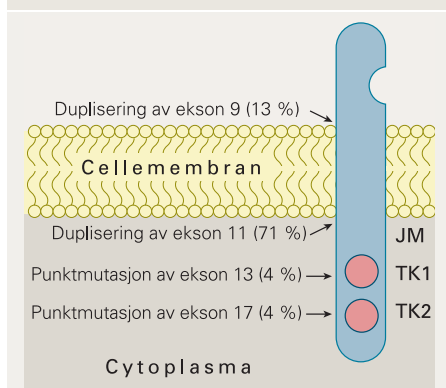 Duplisering av ekson 9 (13 %)
Cellemembran
Duplisering av ekson 11 (71 %)
JM
Punktmutasjon av ekson 13 (4 %)
TK1
Punktmutasjon av ekson 17 (4 %)
TK2
Cytoplasma